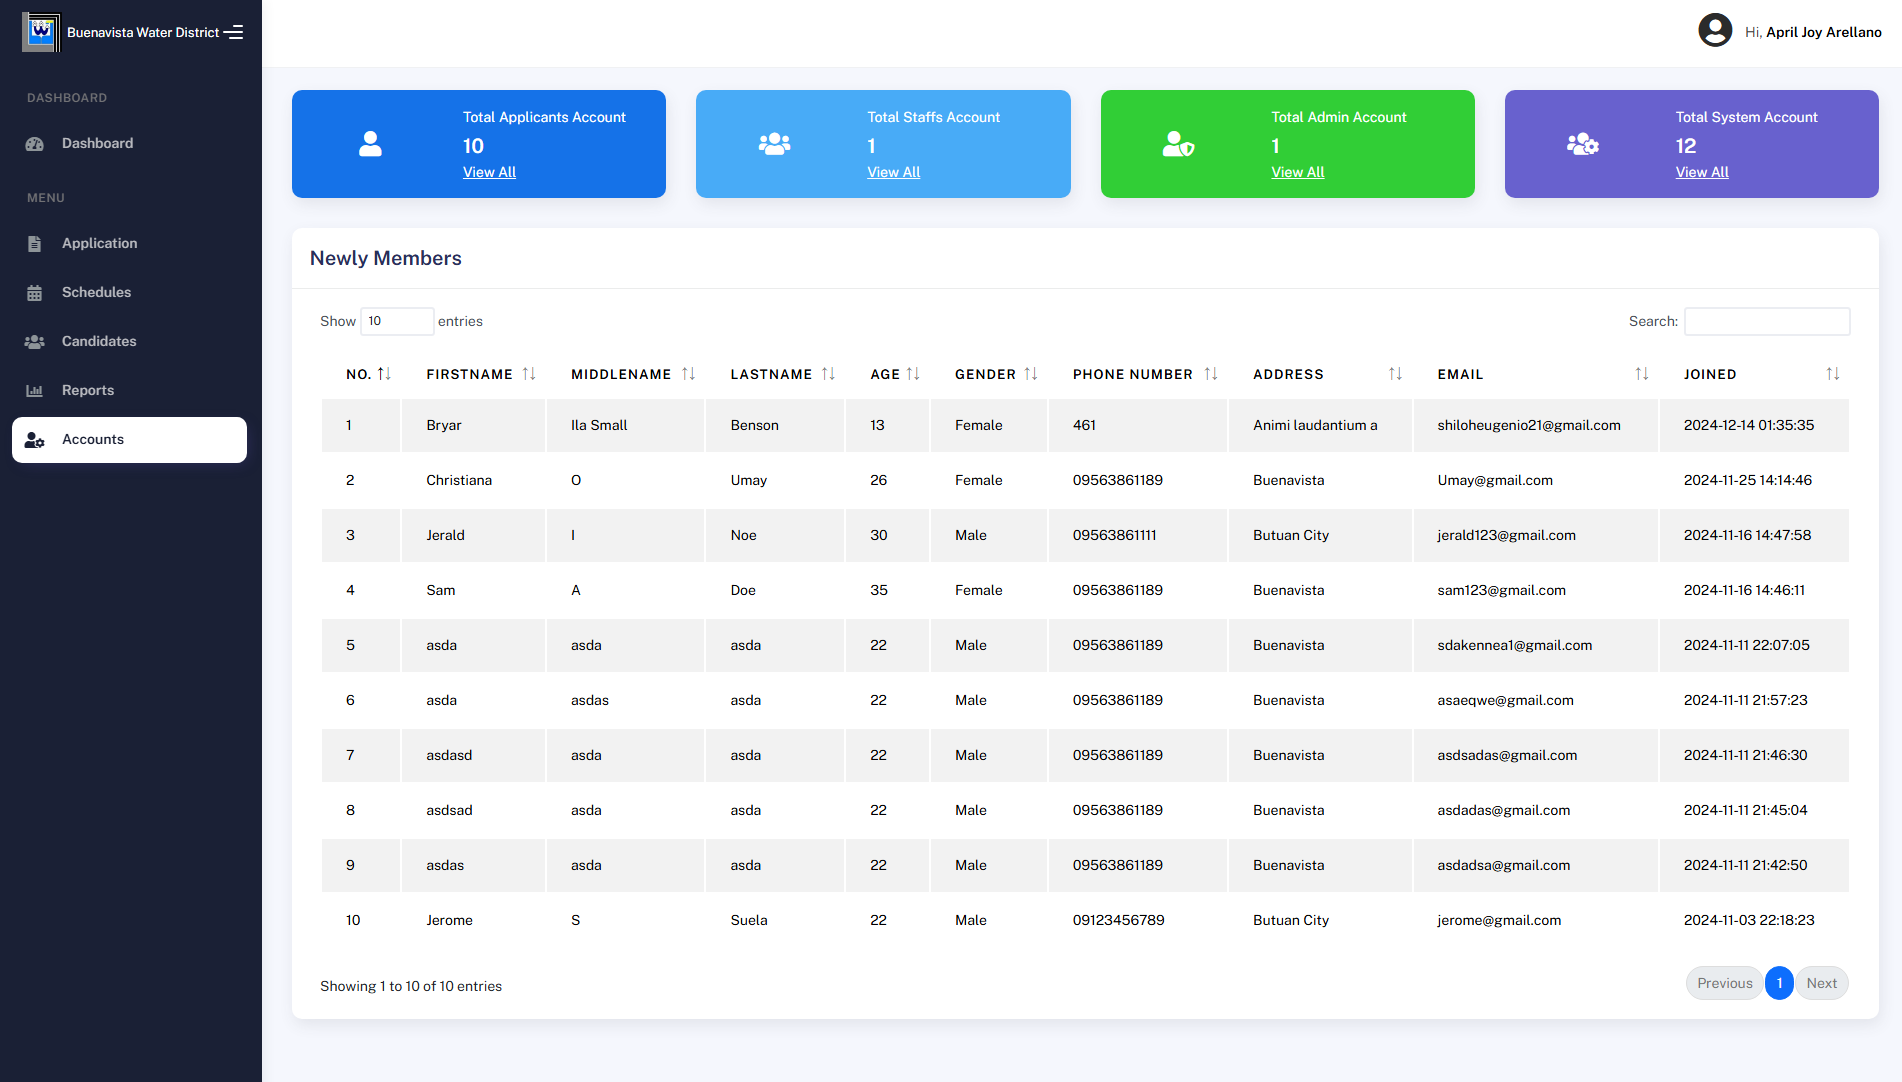 Buenavista Water District
Hi, April Joy Arellano
DASHBOARD
Dashboard
MENU
Application
Schedules
Candidates
Reports
Accounts
Total Applicants Account
10
View All
Total Staffs Account
1
View All
Total Admin Account
1
View All
Total System Account
12
View All
Newly Members
Show 10 entries
Search:
NO. FIRSTNAME MIDDLENAME LASTNAME AGE GENDER PHONE NUMBER ADDRESS EMAIL JOINED
1 Bryar Ila Small Benson 13 Female 461 Animi laudantium a shiloheugenio21@gmail.com 2024-12-14 01:35:35
2 Christiana O Umay 26 Female 09563861189 Buenavista Umay@gmail.com 2024-11-25 14:14:46
3 Jerald I Noe 30 Male 09563861111 Butuan City jerald123@gmail.com 2024-11-16 14:47:58
4 Sam A Doe 35 Female 09563861189 Buenavista sam123@gmail.com 2024-11-16 14:46:11
5 asda asda asda 22 Male 09563861189 Buenavista sdakennea1@gmail.com 2024-11-11 22:07:05
6 asda asdas asda 22 Male 09563861189 Buenavista asaeqwe@gmail.com 2024-11-11 21:57:23
7 asdasd asda asda 22 Male 09563861189 Buenavista asdsadas@gmail.com 2024-11-11 21:46:30
8 asdsad asda asda 22 Male 09563861189 Buenavista asdadas@gmail.com 2024-11-11 21:45:04
9 asdas asda asda 22 Male 09563861189 Buenavista asdadsa@gmail.com 2024-11-11 21:42:50
10 Jerome S Suela 22 Male 09123456789 Butuan City jerome@gmail.com 2024-11-03 22:18:23
Showing 1 to 10 of 10 entries
Previous 1 Next